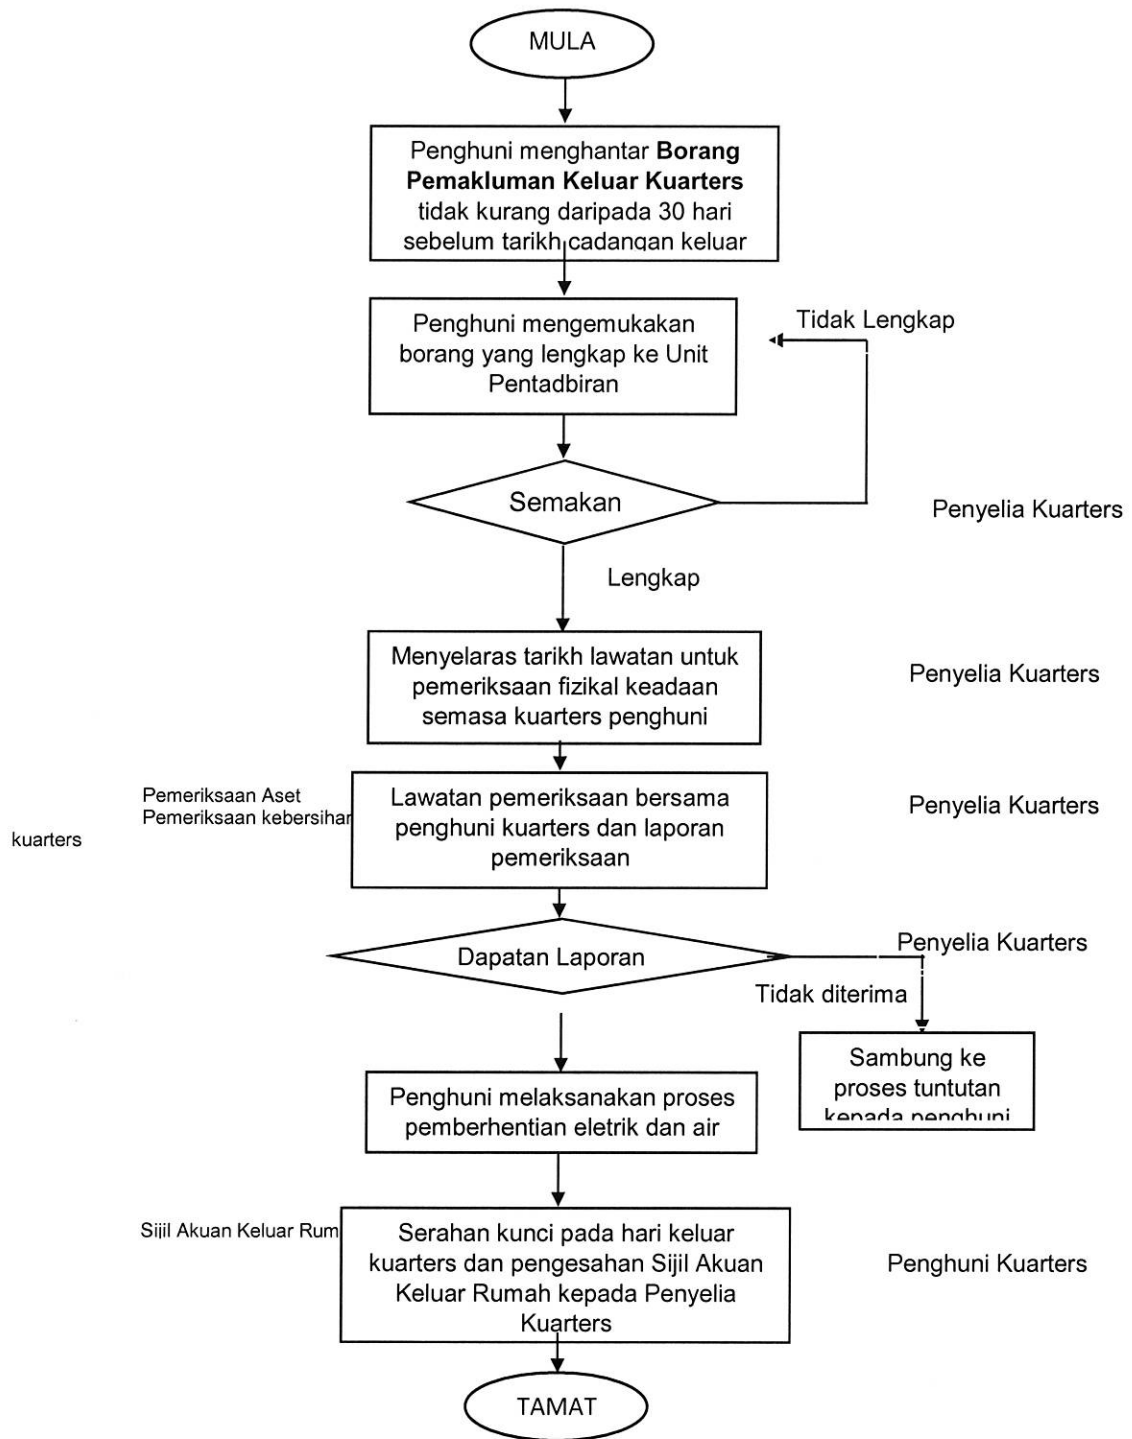 MULA
Penghuni menghantar Borang
Pemakluman Keluar Kuarters
tidak kurang daripada 30 hari
sebelum tarikh cadangan keluar
Penghuni mengemukakan
borang yang lengkap ke Unit
Pentadbiran
Tidak Lengkap
Semakan
Penyelia Kuarters
Lengkap
Menyelaras tarikh lawatan untuk
pemeriksaan fizikal keadaan
semasa kuarters penghuni
Penyelia Kuarters
Pemeriksaan Aset
Pemeriksaan kebersihan
kuarters
Lawatan pemeriksaan bersama
penghuni kuarters dan laporan
pemeriksaan
Penyelia Kuarters
Dapatan Laporan
Penyelia Kuarters
Tidak diterima
Sambung ke
proses tuntutan
kepada penghuni
Penghuni melaksanakan proses
pemberhentian eletrik dan air
Sijil Akuan Keluar Rum
Serahan kunci pada hari keluar
kuarters dan pengesahan Sijil Akuan
Keluar Rumah kepada Penyelia
Kuarters
Penghuni Kuarters
TAMAT